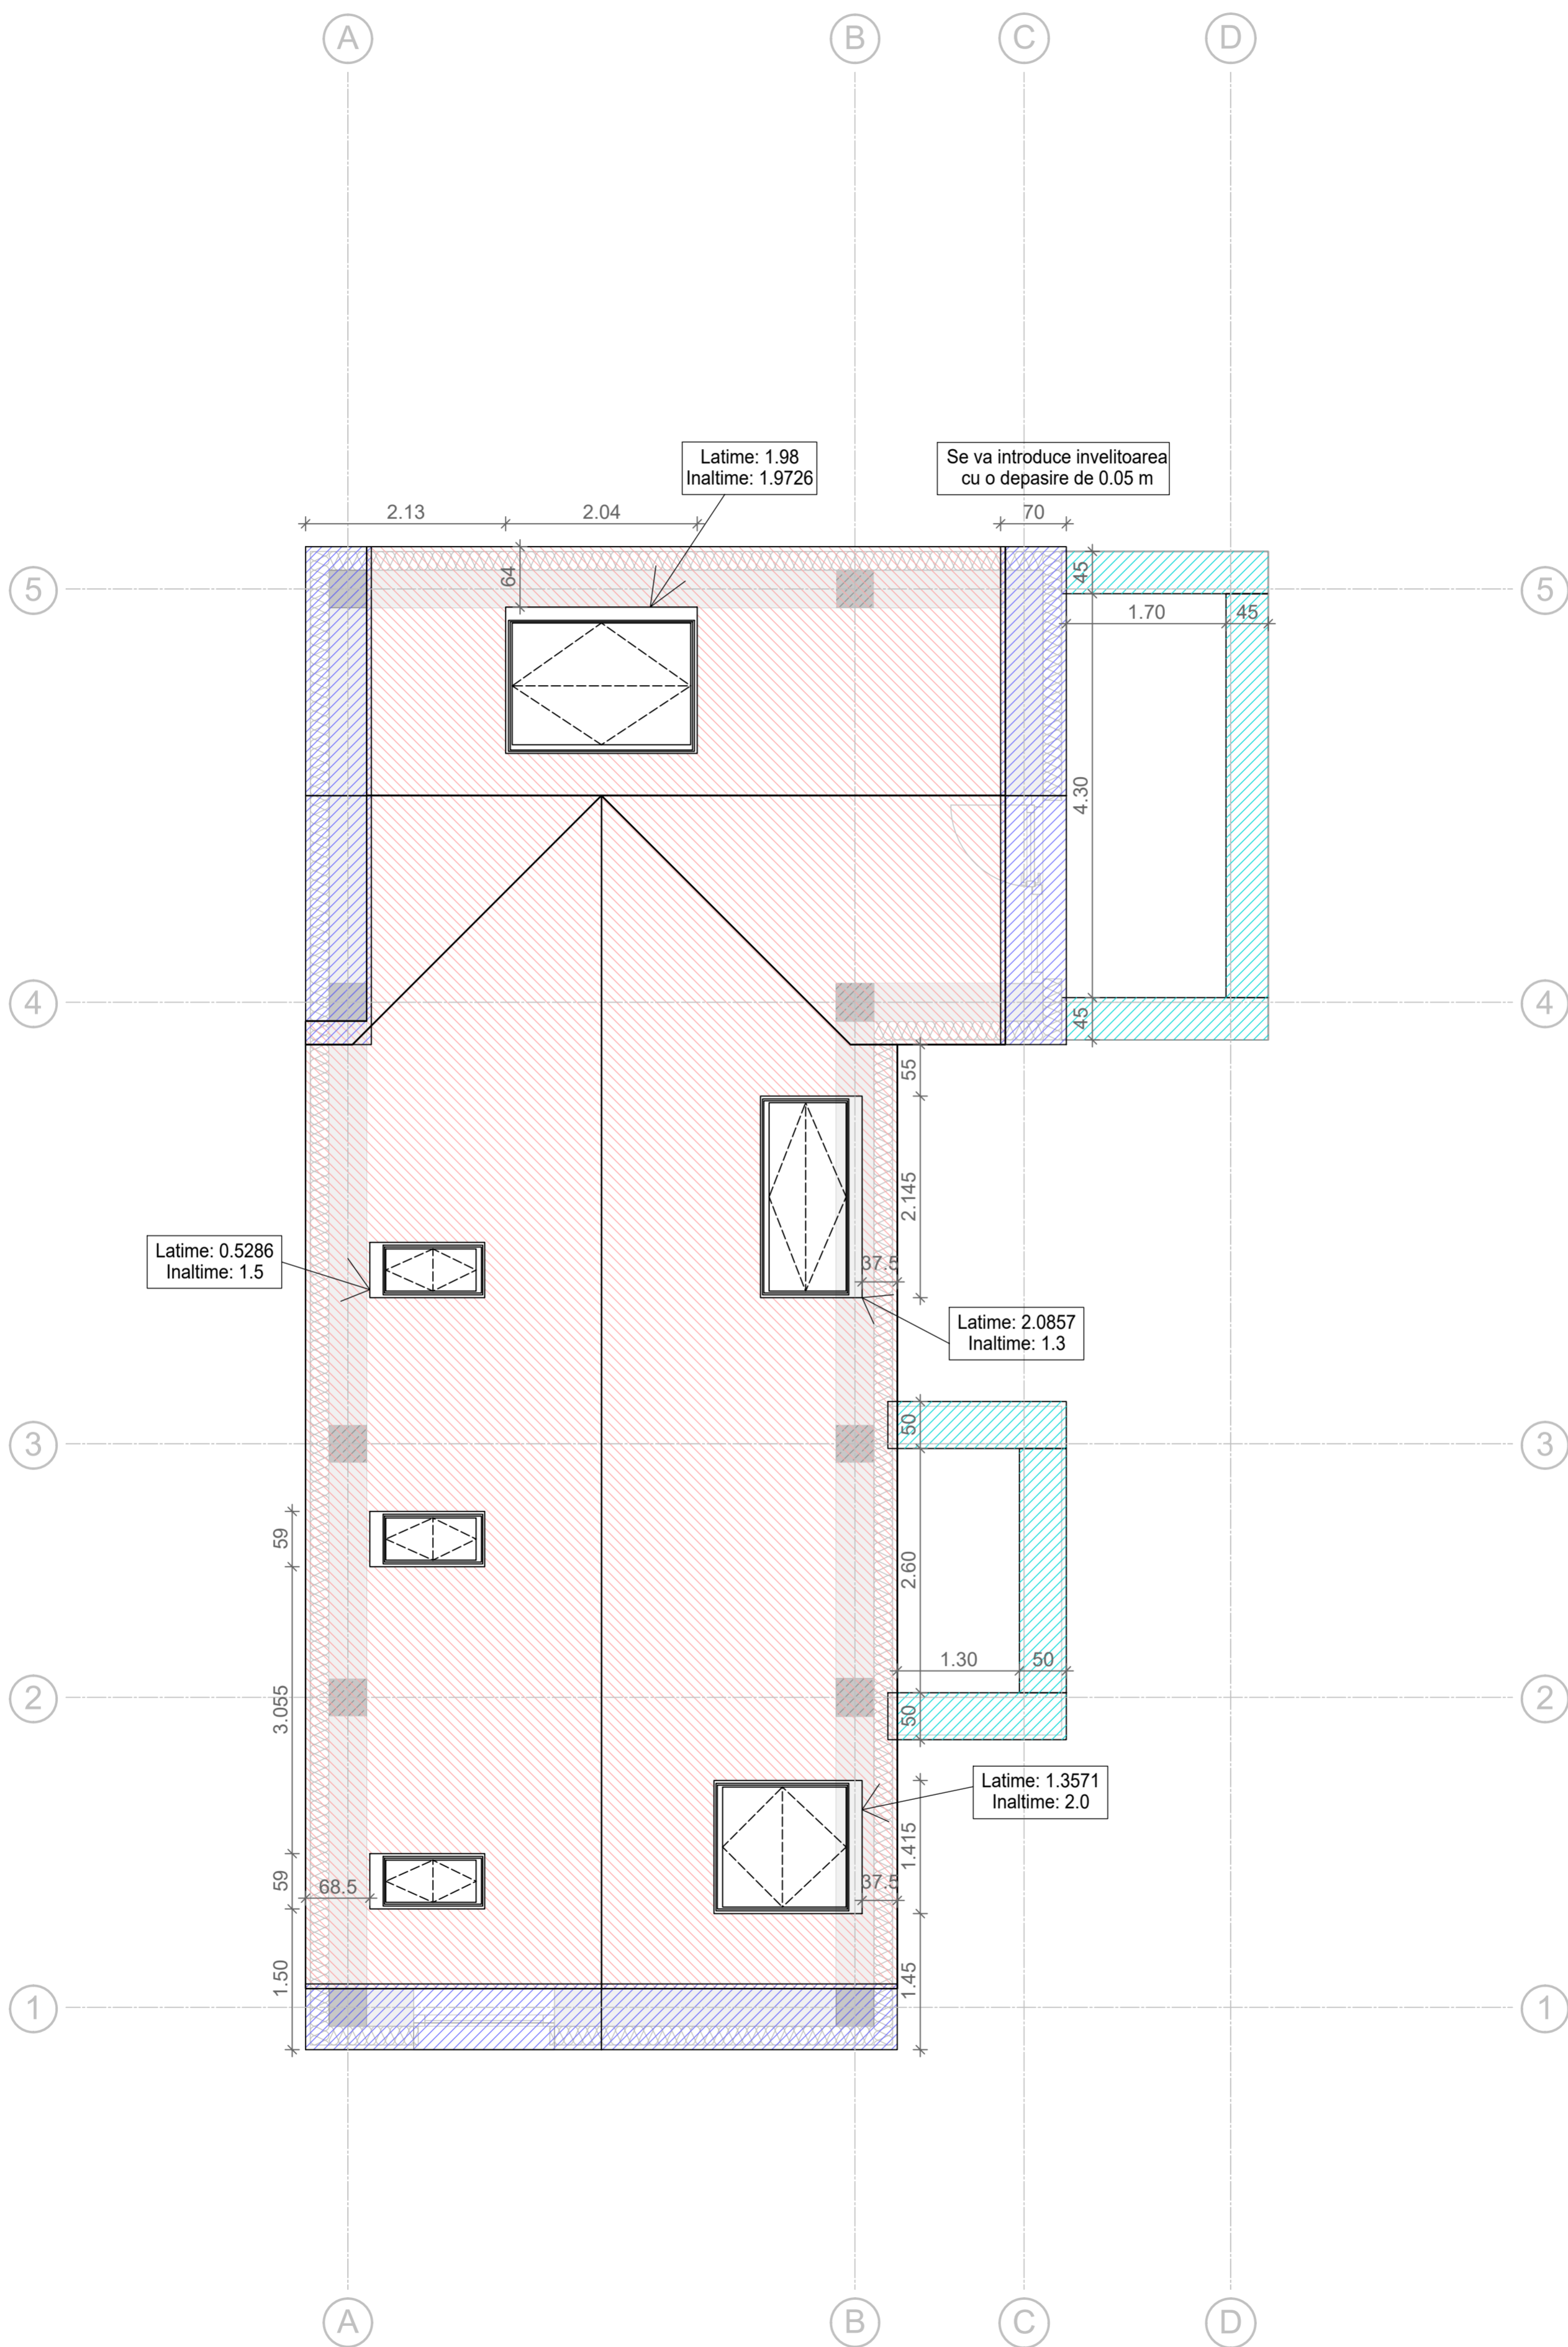 A B C D
Latime: 1.98
Inaltime: 1.9726
Se va introduce invelitoarea
cu o depasire de 0.05 m
2.13 2.04 70
64
45
5 5
1.70 45
4.30
4 4
45
55
2.145
Latime: 0.5286
Inaltime: 1.5
37.5
Latime: 2.0857
Inaltime: 1.3
50
3 3
59
2.60
1.30 50
2 2
3.055
50
Latime: 1.3571
Inaltime: 2.0
1.415
59
68.5
37.5
1.50
1.45
1 1
A B C D